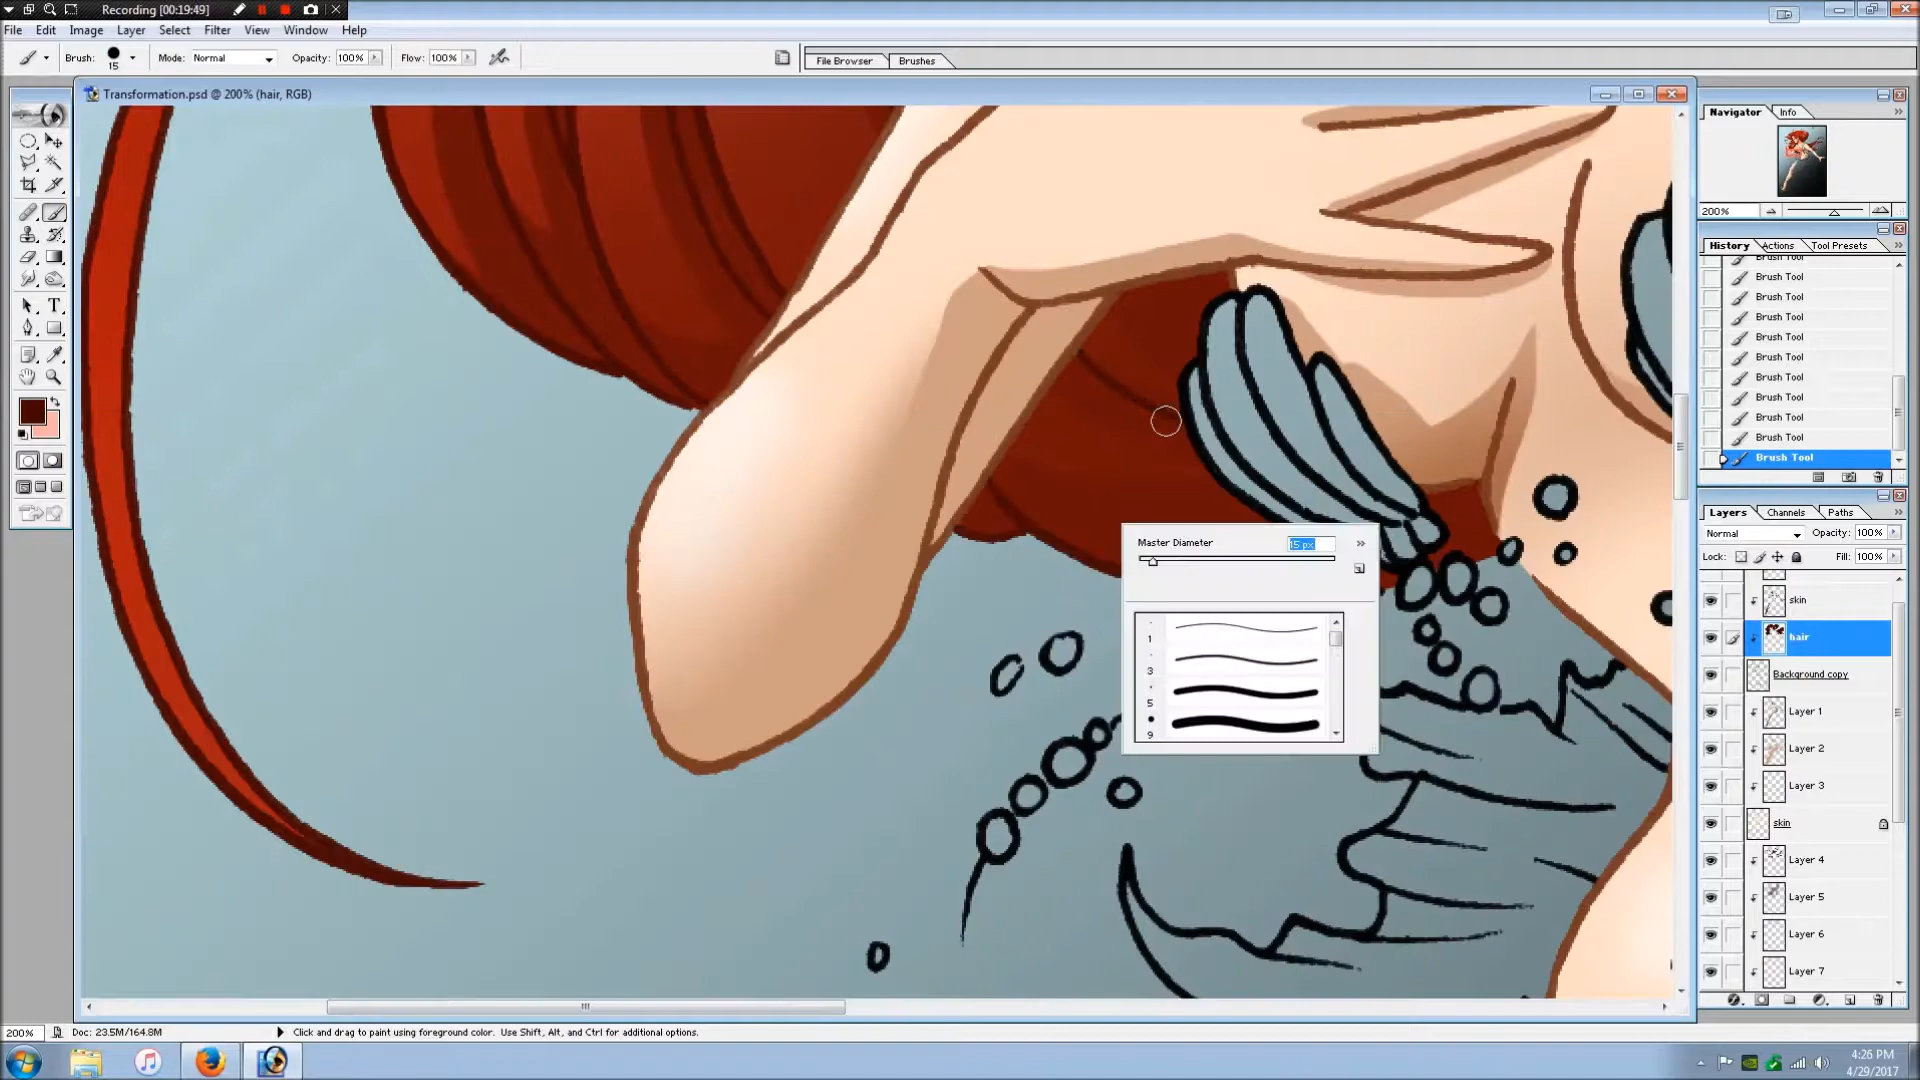 Recording [00:19:49]
File Edit Image Layer Select Filter View Window Help
Brush: 15 Mode: Normal Opacity: 100% Flow: 100%
File Browser Brushes
Transformation.psd @ 200% (hair, RGB)
Navigator Info
200%
History Actions Tool Presets
Brush Tool
Brush Tool
Brush Tool
Brush Tool
Brush Tool
Brush Tool
Brush Tool
Brush Tool
Brush Tool
Brush Tool
Brush Tool
Layers Channels Paths
Normal Opacity: 100%
Lock: Fill: 100%
skin
hair
Background copy
Layer 1
Layer 2
Layer 3
skin
Layer 4
Layer 5
Layer 6
Layer 7
Master Diameter 15 px
1
3
5
9
200% Doc: 23.5M/164.8M Click and drag to paint using foreground color. Use Shift, Alt, and Ctrl for additional options.
4:26 PM
4/29/2017